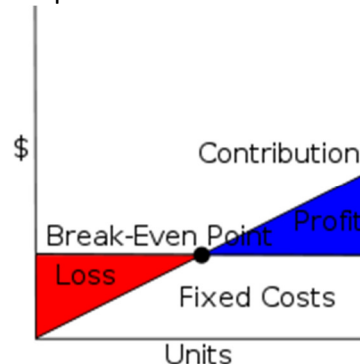 $
Contribution
Profit
Break-Even Point
Loss
Fixed Costs
Units